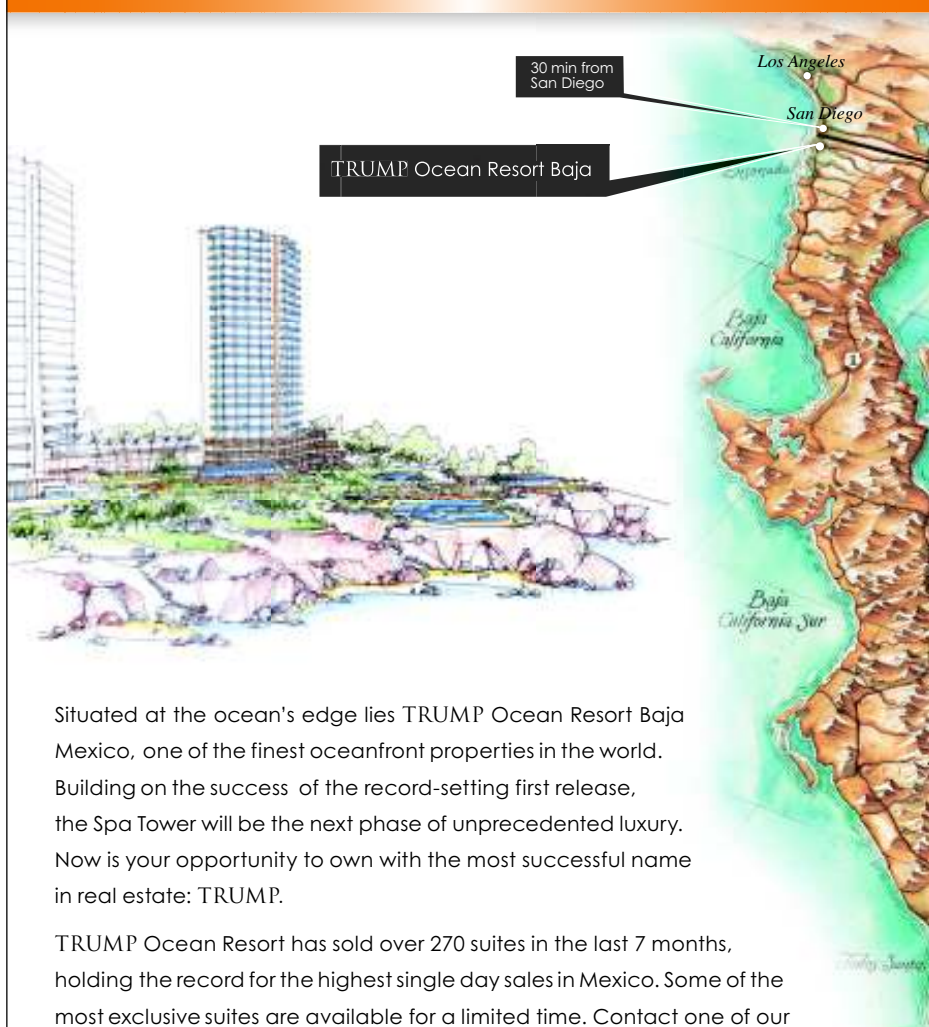 30 min from
San Diego
Los Angeles
San Diego
TRUMP Ocean Resort Baja
Ensenada
Baja
California
1
Baja
California Sur
Situated at the ocean's edge lies TRUMP Ocean Resort Baja
Mexico, one of the finest oceanfront properties in the world.
Building on the success of the record-setting first release,
the Spa Tower will be the next phase of unprecedented luxury.
Now is your opportunity to own with the most successful name
in real estate: TRUMP.
TRUMP Ocean Resort has sold over 270 suites in the last 7 months,
holding the record for the highest single day sales in Mexico. Some of the
most exclusive suites are available for a limited time. Contact one of our